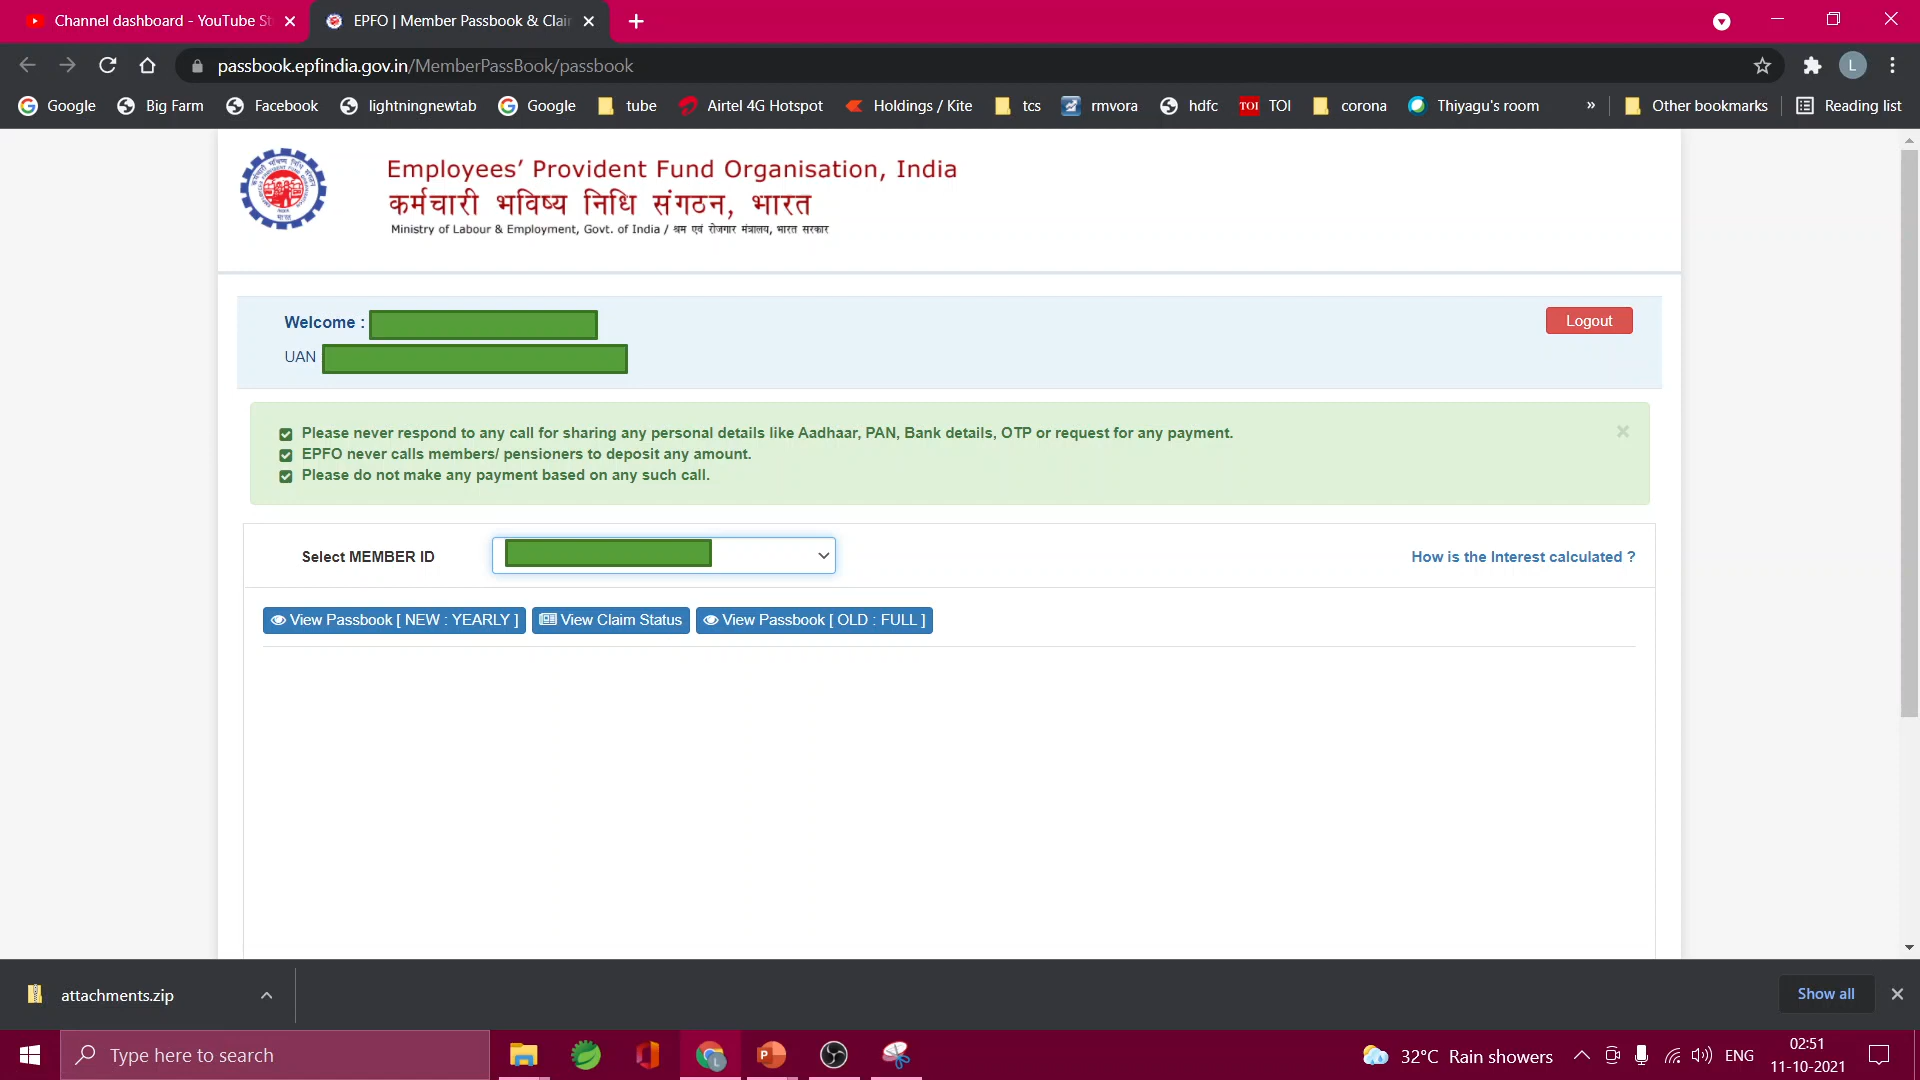 Channel dashboard - YouTube St
EPFO | Member Passbook & Clai
passbook.epfindia.gov.in/MemberPassBook/passbook
L
Google
Big Farm
Facebook
lightningnewtab
Google
tube
Airtel 4G Hotspot
Holdings / Kite
tcs
rmvora
hdfc
TOI TOI
corona
Thiyagu's room
»
Other bookmarks
Reading list
Employees' Provident Fund Organisation, India
कर्मचारी भविष्य निधि संगठन, भारत
Ministry of Labour & Employment, Govt. of India / श्रम एवं रोजगार मंत्रालय, भारत सरकार
Welcome :
Logout
UAN
Please never respond to any call for sharing any personal details like Aadhaar, PAN, Bank details, OTP or request for any payment.
EPFO never calls members/ pensioners to deposit any amount.
Please do not make any payment based on any such call.
Select MEMBER ID
How is the Interest calculated ?
View Passbook [ NEW : YEARLY ]
View Claim Status
View Passbook [ OLD : FULL ]
attachments.zip
Show all
Type here to search
32°C Rain showers
ENG
02:51
11-10-2021